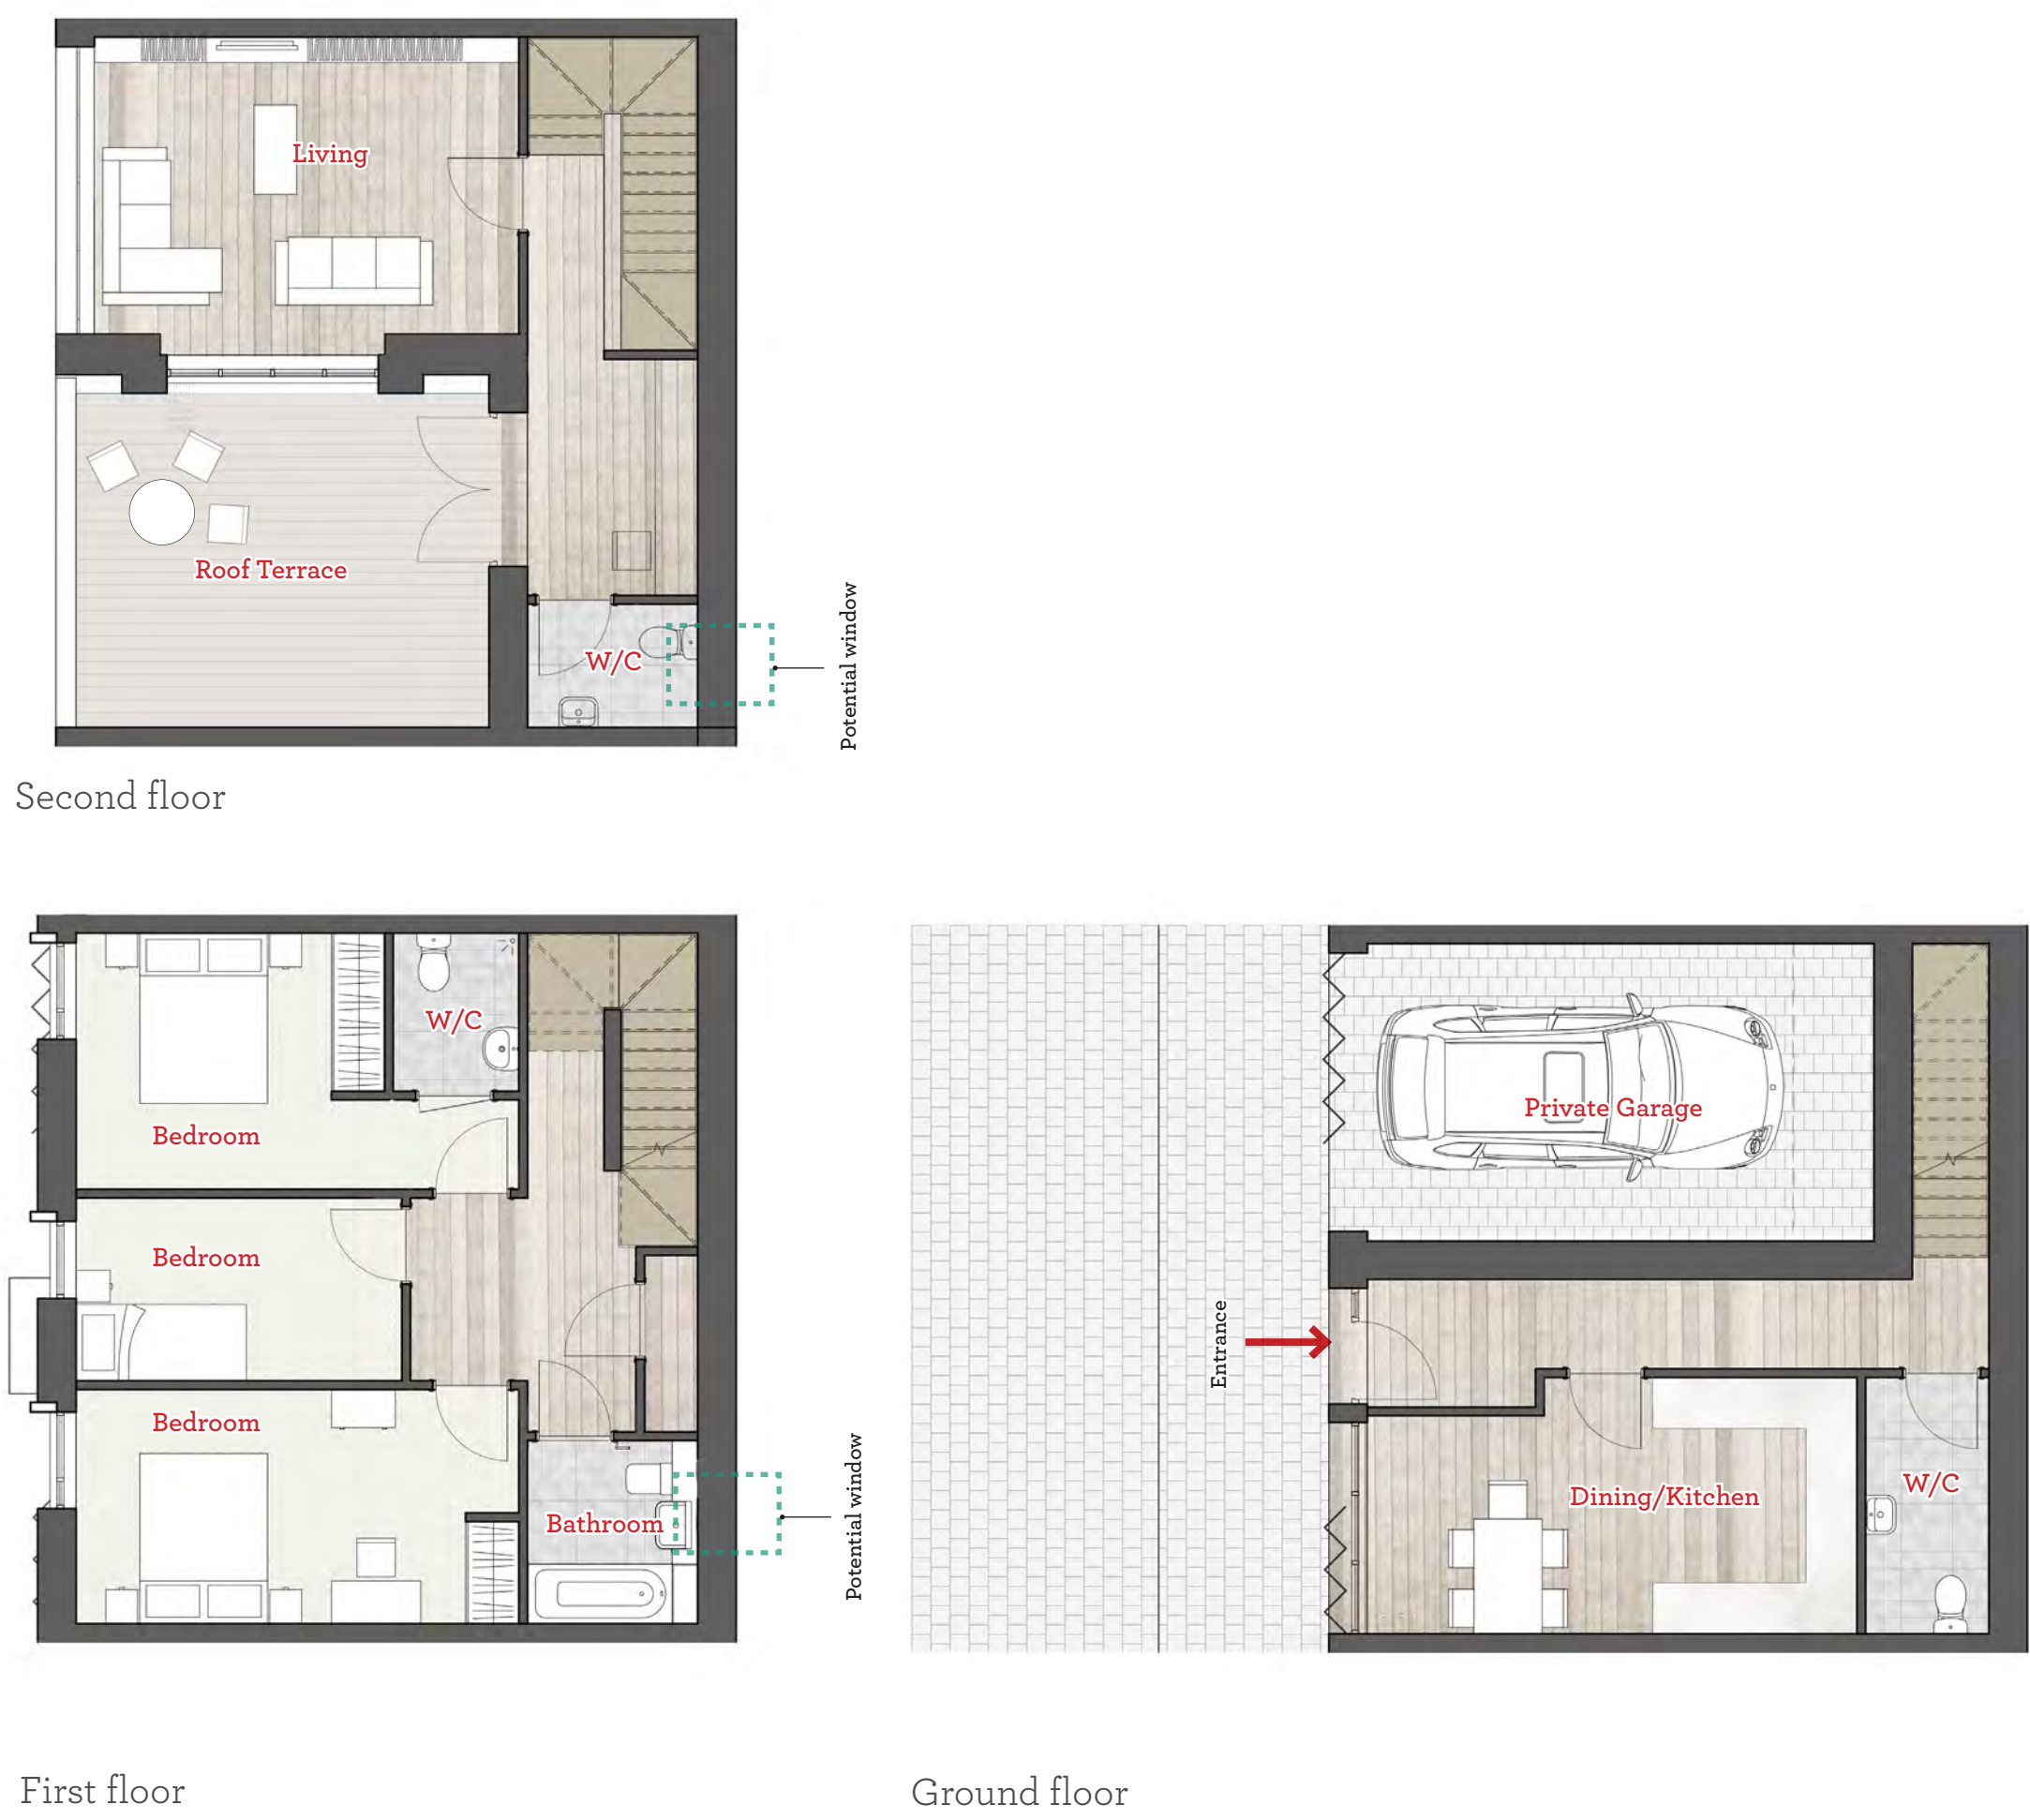 Living
Roof Terrace
W/C
Potential window
Second floor
W/C
Bedroom
Bedroom
Bedroom
Bathroom
Potential window
First floor
Private Garage
Entrance
Dining/Kitchen
W/C
Ground floor